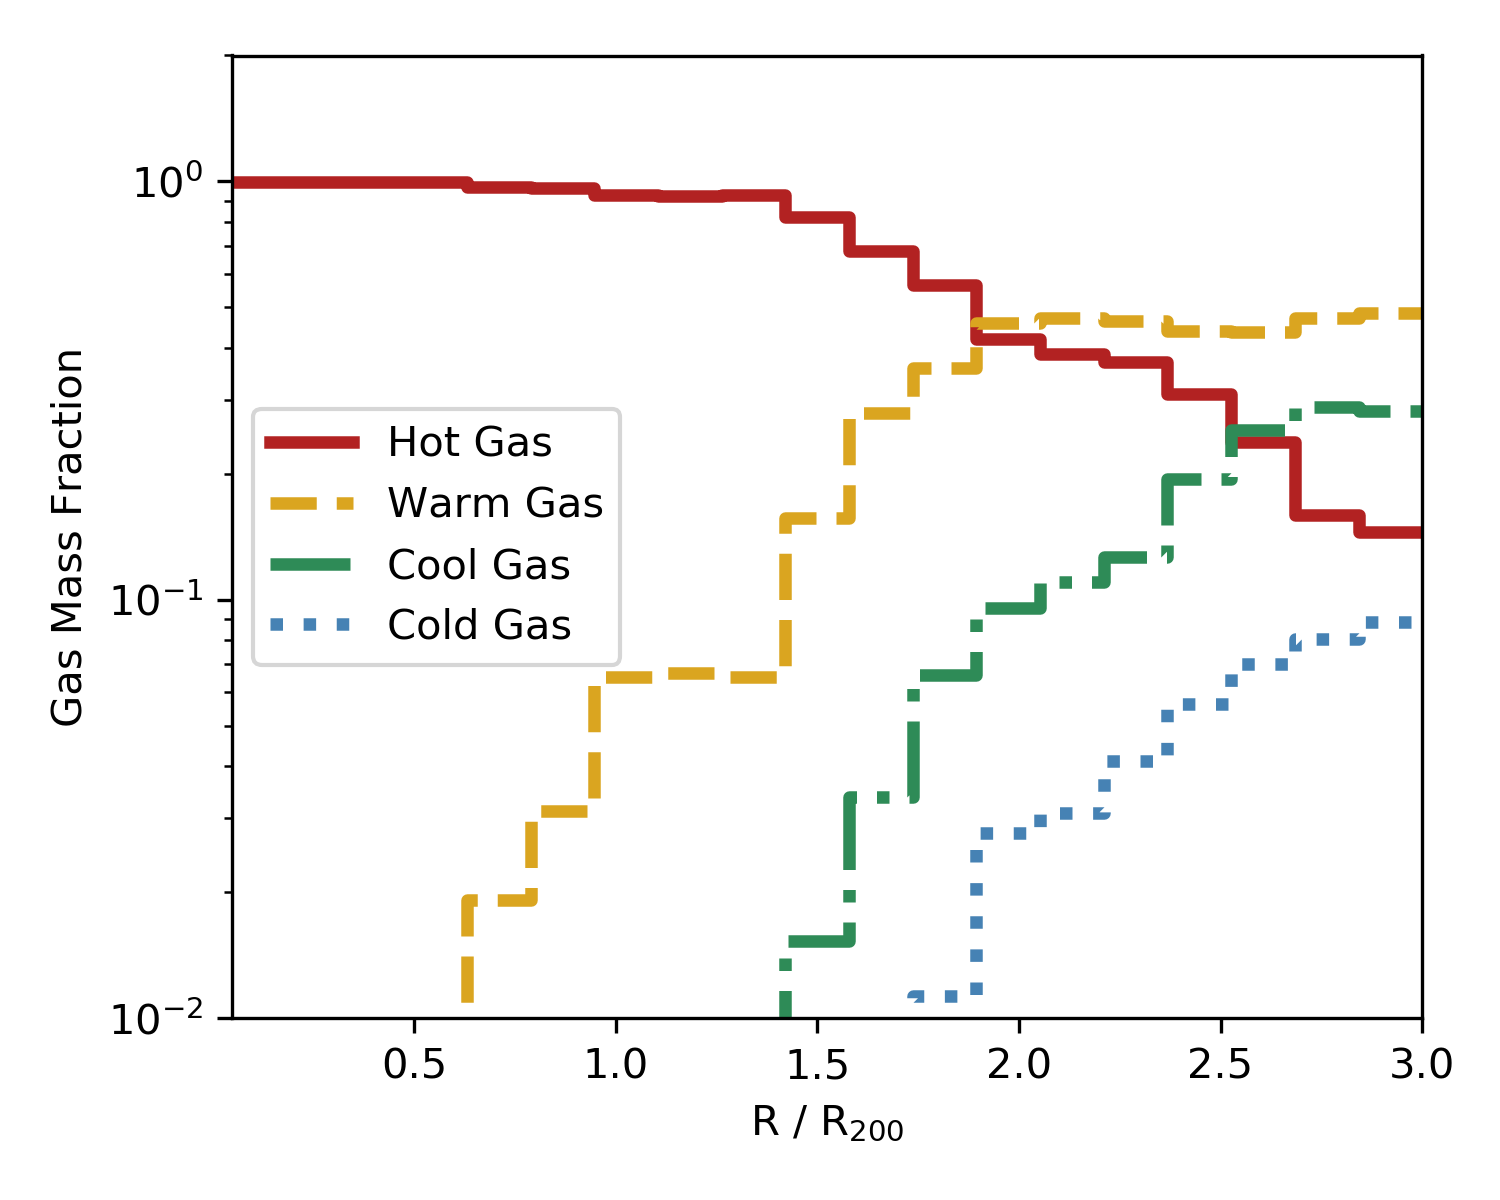 10⁰
10⁻¹
10⁻²
Gas Mass Fraction
Hot Gas
Warm Gas
Cool Gas
Cold Gas
0.5 1.0 1.5 2.0 2.5 3.0
R / R₂₀₀